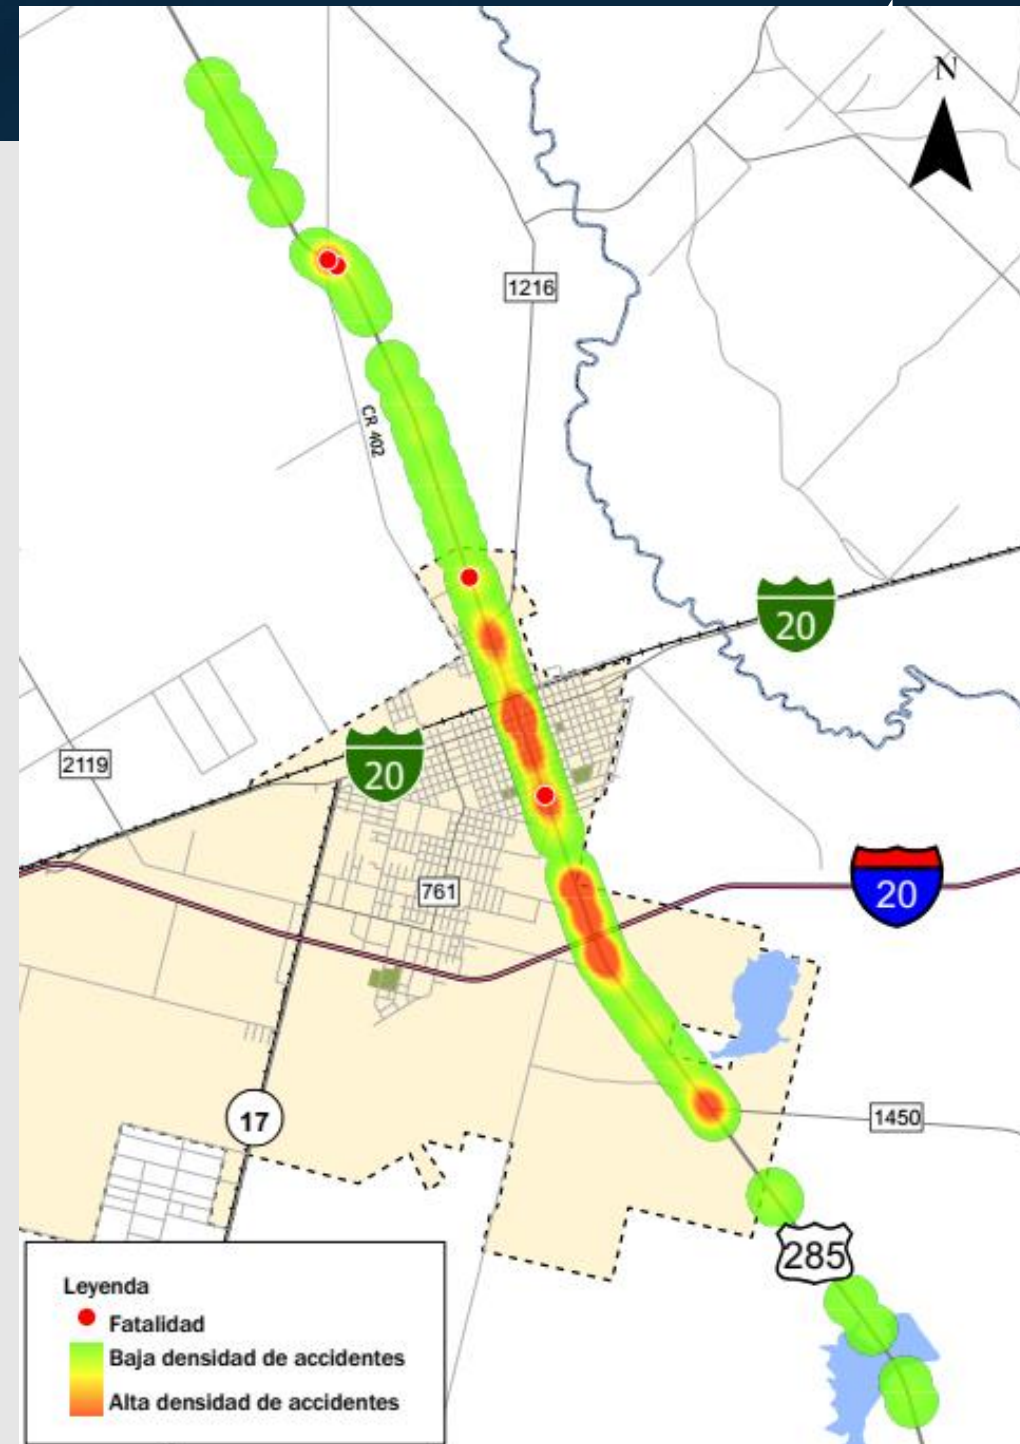 N
1216
CR 402
20
20
2119
20
761
17
1450
285
Leyenda
Fatalidad
Baja densidad de accidentes
Alta densidad de accidentes